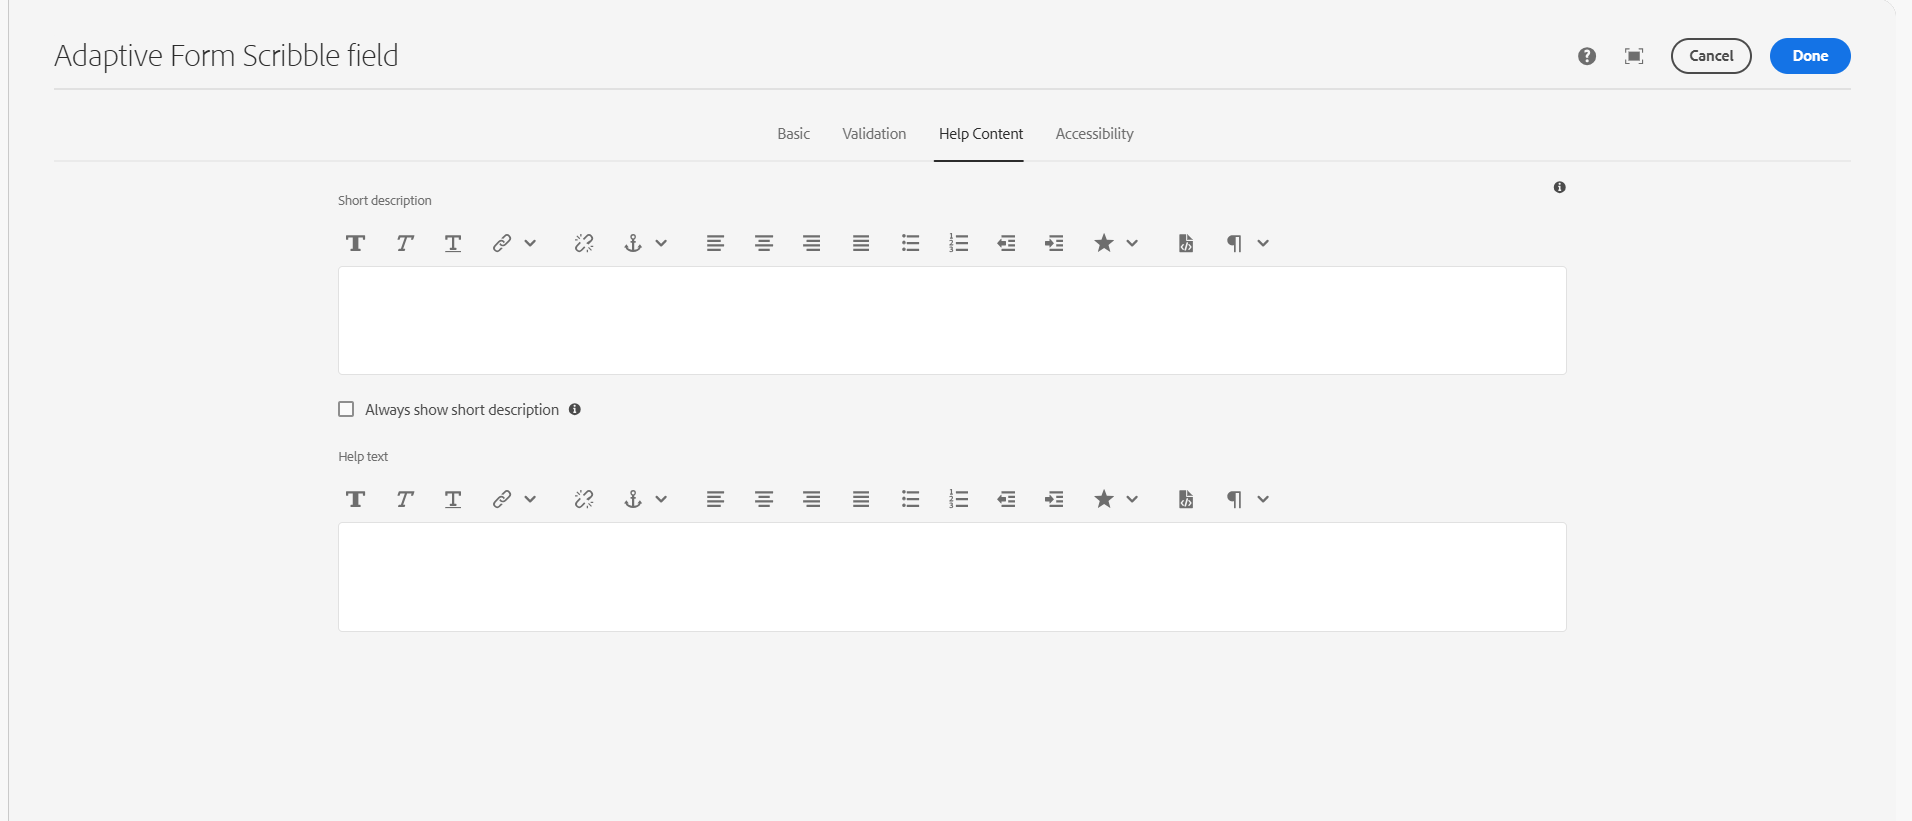 Adaptive Form Scribble field
Cancel
Done
Basic
Validation
Help Content
Accessibility
Short description
Always show short description
Help text